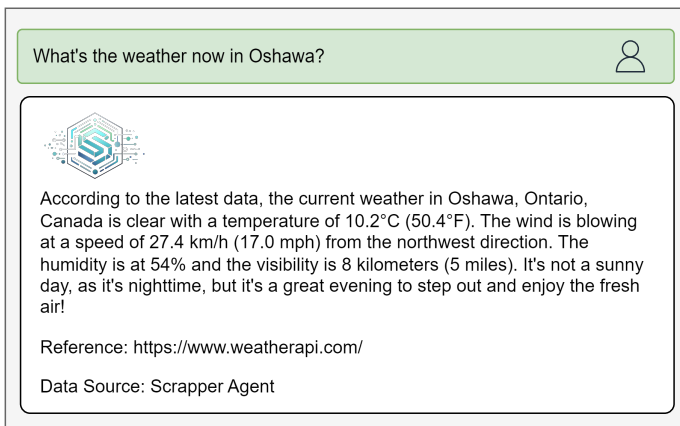 What's the weather now in Oshawa?
According to the latest data, the current weather in Oshawa, Ontario,
Canada is clear with a temperature of 10.2°C (50.4°F). The wind is blowing
at a speed of 27.4 km/h (17.0 mph) from the northwest direction. The
humidity is at 54% and the visibility is 8 kilometers (5 miles). It's not a sunny
day, as it's nighttime, but it's a great evening to step out and enjoy the fresh
air!
Reference: https://www.weatherapi.com/
Data Source: Scrapper Agent